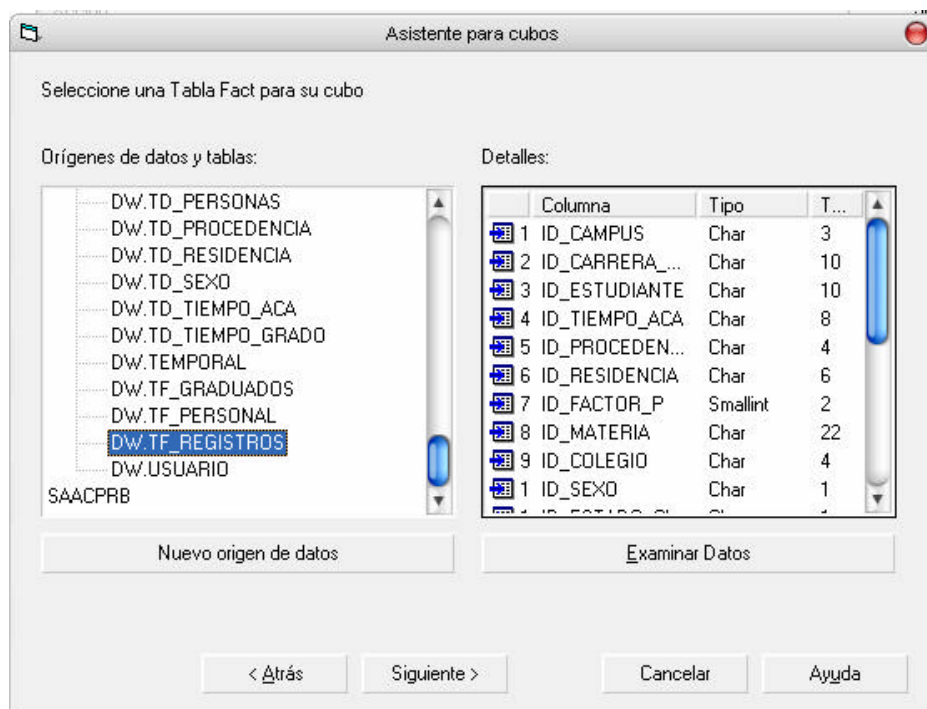 Asistente para cubos
Seleccione una Tabla Fact para su cubo
Orígenes de datos y tablas:
Detalles:
DW.TD_PERSONAS
DW.TD_PROCEDENCIA
DW.TD_RESIDENCIA
DW.TD_SEXO
DW.TD_TIEMPO_ACA
DW.TD_TIEMPO_GRADO
DW.TEMPORAL
DW.TF_GRADUADOS
DW.TF_PERSONAL
DW.TF_REGISTROS
DW.USUARIO
SAACPRB
Columna Tipo T...
1 ID_CAMPUS Char 3
2 ID_CARRERA_... Char 10
3 ID_ESTUDIANTE Char 10
4 ID_TIEMPO_ACA Char 8
5 ID_PROCEDEN... Char 4
6 ID_RESIDENCIA Char 6
7 ID_FACTOR_P Smallint 2
8 ID_MATERIA Char 22
9 ID_COLEGIO Char 4
1 ID_SEXO Char 1
Nuevo origen de datos
Examinar Datos
< Atrás
Siguiente >
Cancelar
Ayuda